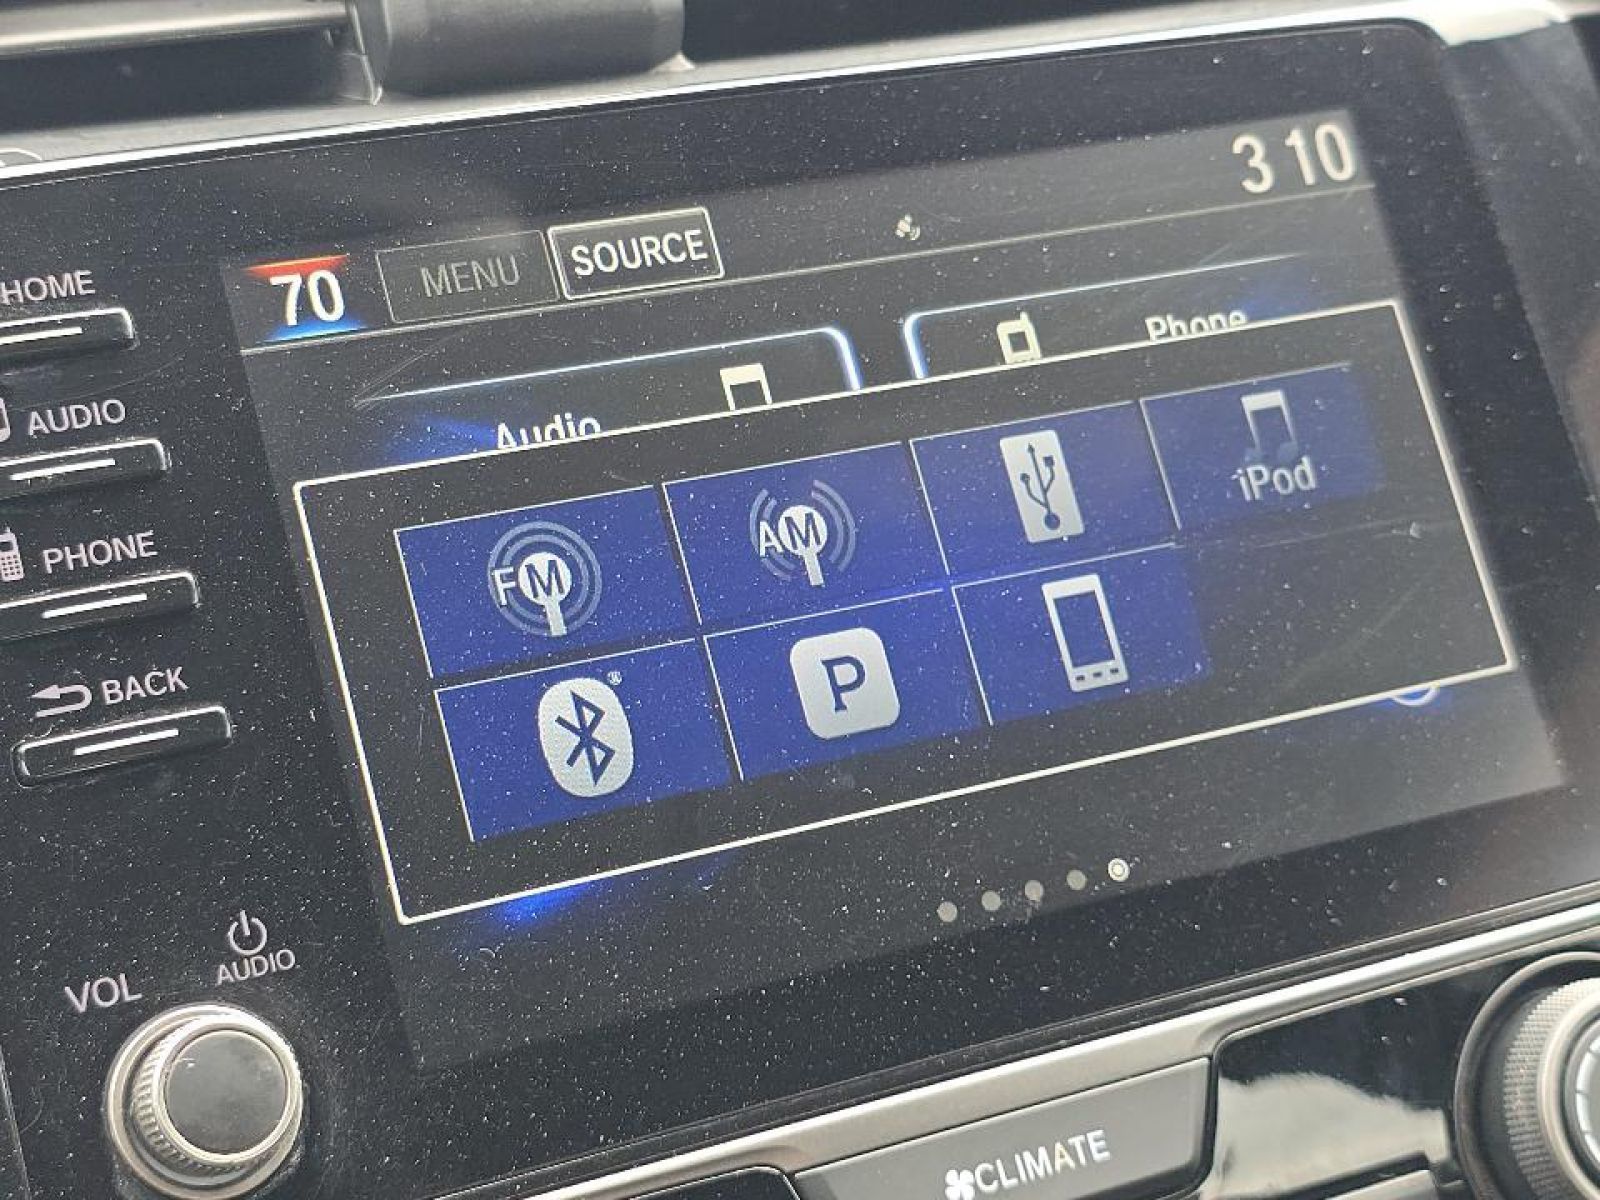 3 10
70
MENU
SOURCE
HOME
Phone
Audio
AUDIO
iPod
AM
FM
PHONE
P
BACK
®
AUDIO
VOL
CLIMATE